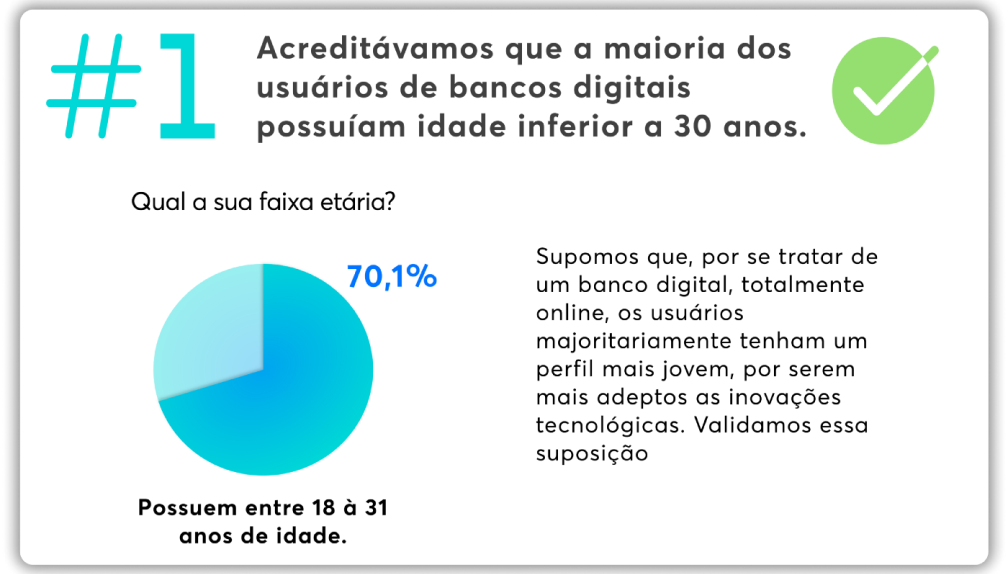 #1
Acreditávamos que a maioria dos
usuários de bancos digitais
possuíam idade inferior a 30 anos.
Qual a sua faixa etária?
70,1%
Possuem entre 18 à 31
anos de idade.
Supomos que, por se tratar de
um banco digital, totalmente
online, os usuários
majoritariamente tenham um
perfil mais jovem, por serem
mais adeptos as inovações
tecnológicas. Validamos essa
suposição